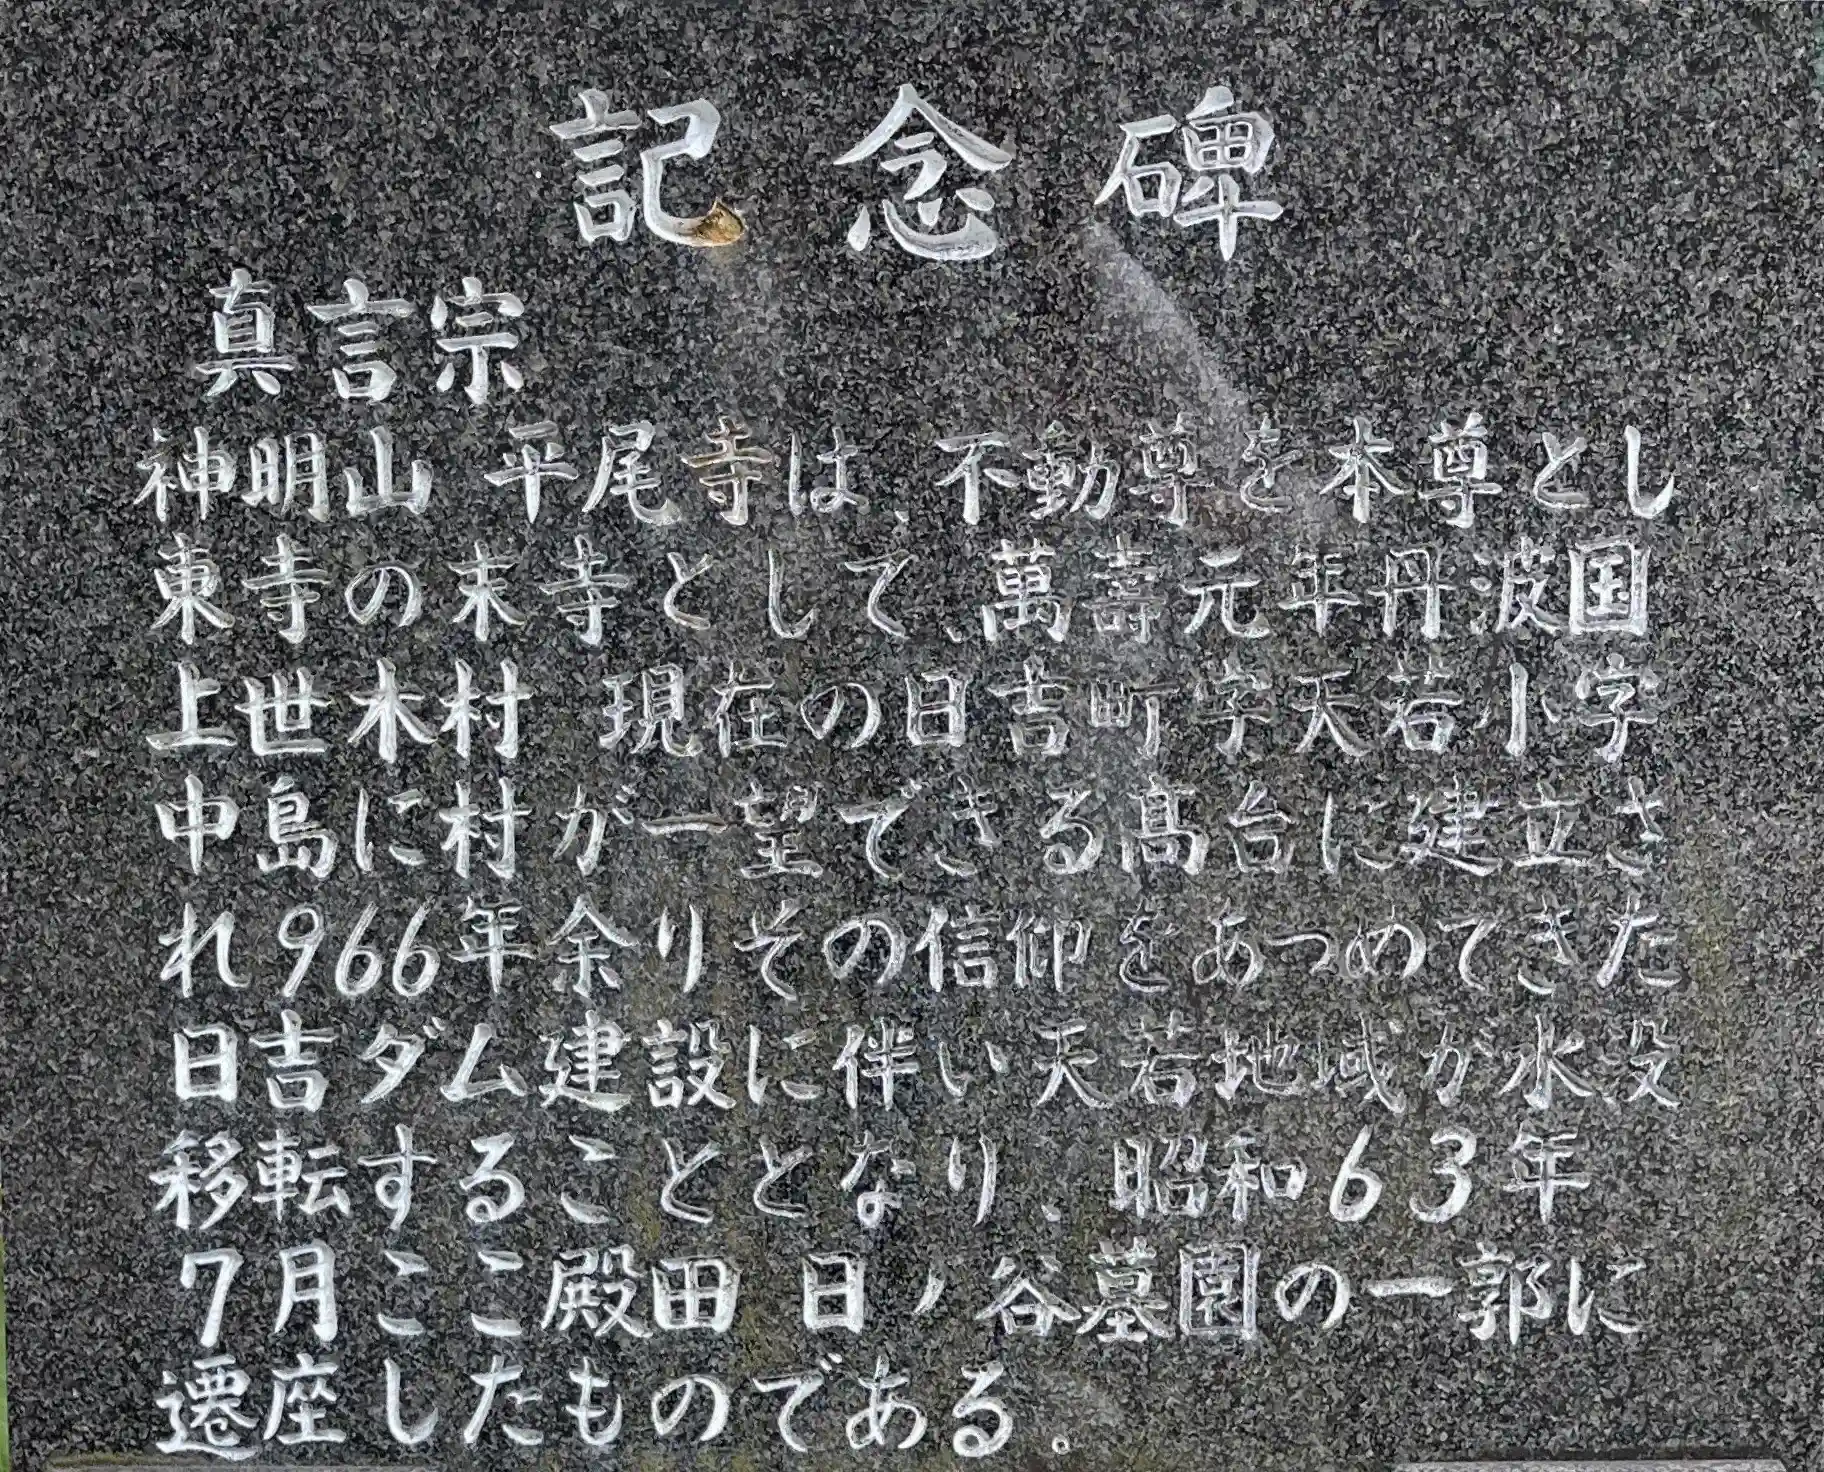 記念碑
真言宗
神明山 平尾寺は、不動尊を本尊とし
東寺の末寺として、萬壽元年丹波国
上世木村 現在の日吉町字天若小字
中島に村が一望できる髙台に建立さ
れ966年余りその信仰をあつめてきた
日吉ダム建設に伴い天若地域が水没
移転することとなり、昭和63年
7月ここ殿田 日ノ谷墓園の一郭に
遷座したものである。